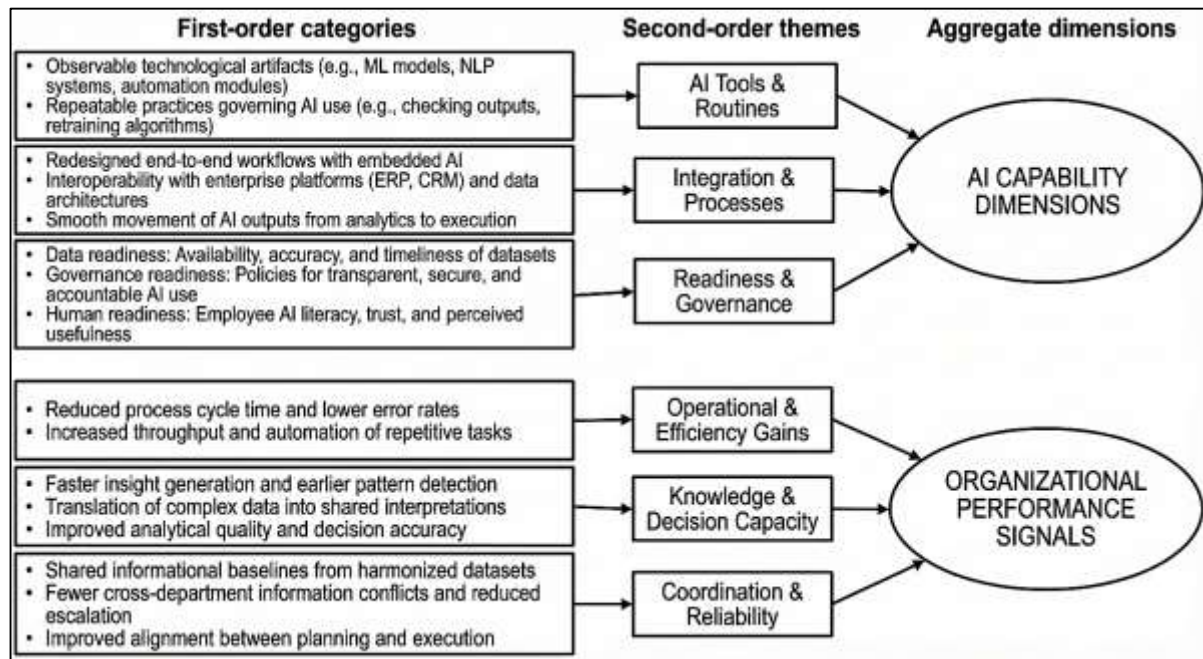 First-order categories
Second-order themes
Aggregate dimensions
• Observable technological artifacts (e.g., ML models, NLP
systems, automation modules)
• Repeatable practices governing AI use (e.g., checking outputs,
retraining algorithms)
AI Tools &
Routines
• Redesigned end-to-end workflows with embedded AI
• Interoperability with enterprise platforms (ERP, CRM) and data
architectures
• Smooth movement of AI outputs from analytics to execution
Integration &
Processes
• Data readiness: Availability, accuracy, and timeliness of datasets
• Governance readiness: Policies for transparent, secure, and
accountable AI use
• Human readiness: Employee AI literacy, trust, and perceived
usefulness
Readiness &
Governance
AI CAPABILITY
DIMENSIONS
• Reduced process cycle time and lower error rates
• Increased throughput and automation of repetitive tasks
Operational &
Efficiency Gains
• Faster insight generation and earlier pattern detection
• Translation of complex data into shared interpretations
• Improved analytical quality and decision accuracy
Knowledge &
Decision Capacity
• Shared informational baselines from harmonized datasets
• Fewer cross-department information conflicts and reduced
escalation
• Improved alignment between planning and execution
Coordination &
Reliability
ORGANIZATIONAL
PERFORMANCE
SIGNALS